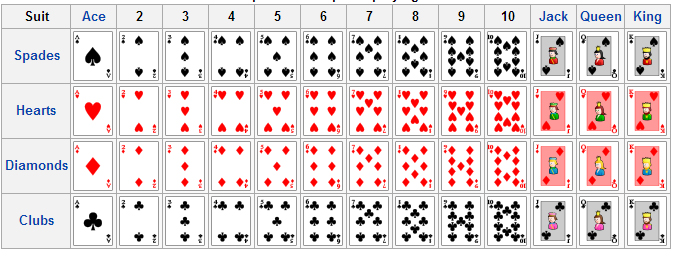 Suit Ace 2 3 4 5 6 7 8 9 10 Jack Queen King
Spades
Hearts
Diamonds
Clubs